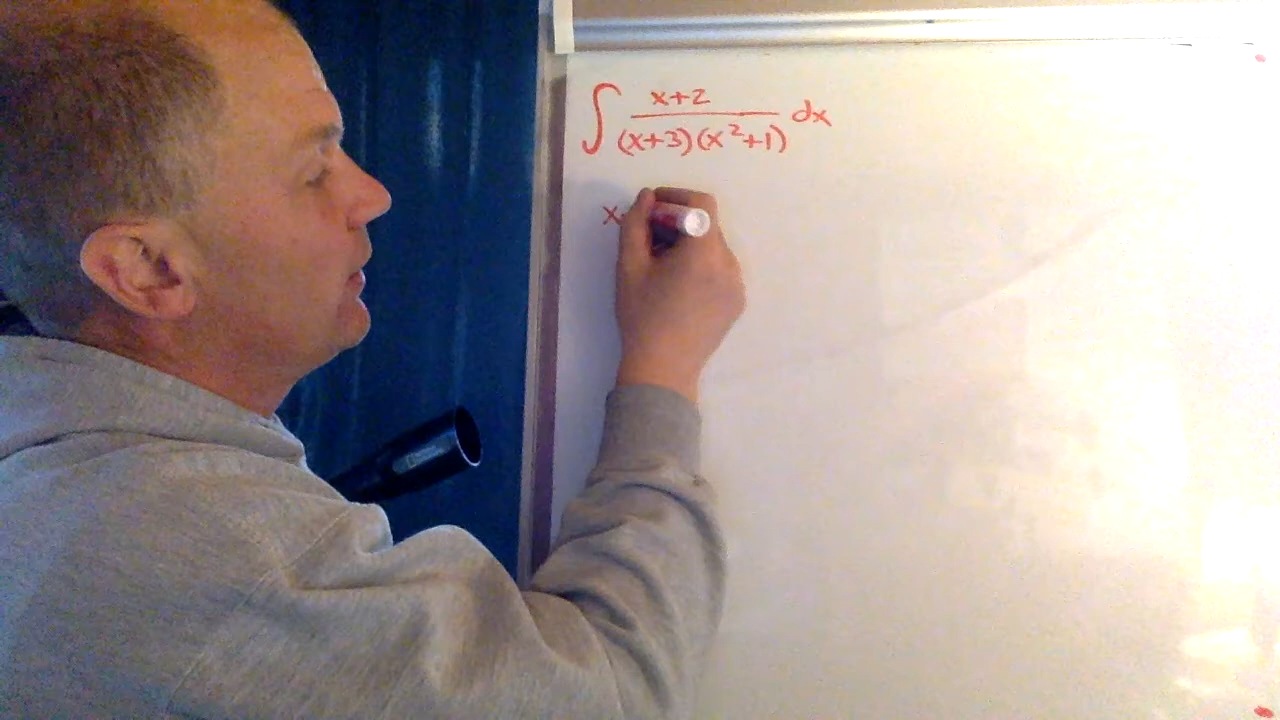 ∫ x+2 / (x+3)(x²+1) dx
x